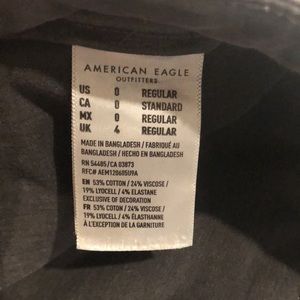 AMERICAN EAGLE
OUTFITTERS
US 0 REGULAR
CA 0 STANDARD
MX 0 REGULAR
UK 4 REGULAR
MADE IN BANGLADESH / FABRIQUÉ AU
BANGLADESH / HECHO EN BANGLADESH
RN 54485/CA 03873
RFC# AEM120605U9A
EN 53% COTTON / 24% VISCOSE /
19% LYOCELL / 4% ELASTANE
EXCLUSIVE OF DECORATION
FR 53% COTON / 24% VISCOSE /
19% LYOCELL / 4% ÉLASTHANNE
À L'EXCEPTION DE LA GARNITURE